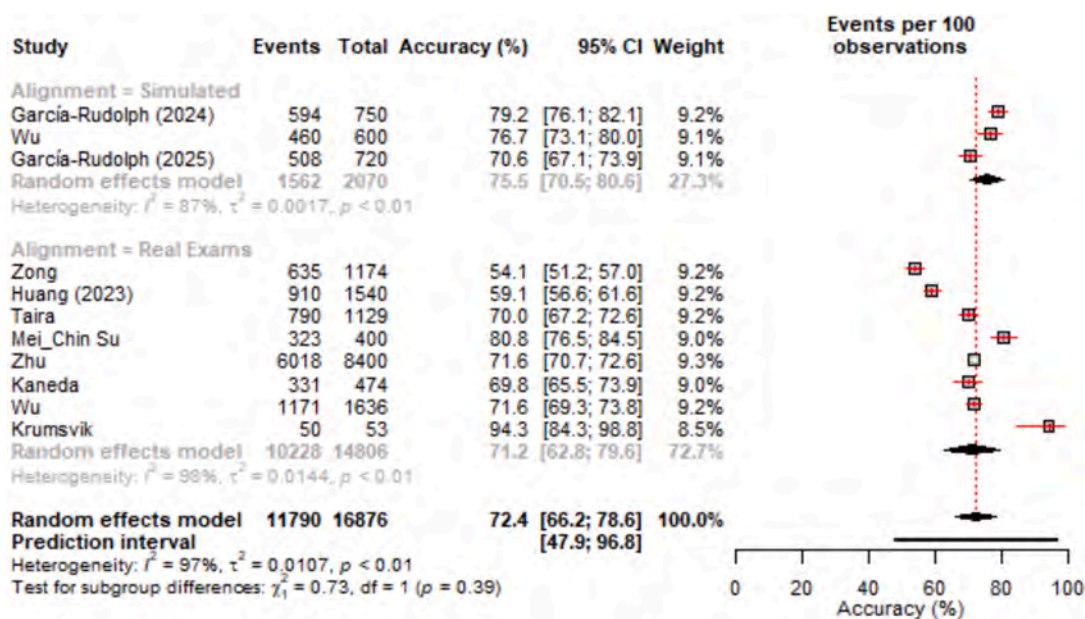 Events per 100
observations
Study Events Total Accuracy (%) 95% CI Weight
Alignment = Simulated
García-Rudolph (2024) 594 750 79.2 [76.1; 82.1] 9.2%
Wu 460 600 76.7 [73.1; 80.0] 9.1%
García-Rudolph (2025) 508 720 70.6 [67.1; 73.9] 9.1%
Random effects model 1562 2070 75.5 [70.5; 80.6] 27.3%
Heterogeneity: I² = 87%, τ² = 0.0017, p < 0.01
Alignment = Real Exams
Zong 635 1174 54.1 [51.2; 57.0] 9.2%
Huang (2023) 910 1540 59.1 [56.6; 61.6] 9.2%
Taira 790 1129 70.0 [67.2; 72.6] 9.2%
Mei_Chin Su 323 400 80.8 [76.5; 84.5] 9.0%
Zhu 6018 8400 71.6 [70.7; 72.6] 9.3%
Kaneda 331 474 69.8 [65.5; 73.9] 9.0%
Wu 1171 1636 71.6 [69.3; 73.8] 9.2%
Krumsvik 50 53 94.3 [84.3; 98.8] 8.5%
Random effects model 10228 14806 71.2 [62.8; 79.6] 72.7%
Heterogeneity: I² = 98%, τ² = 0.0144, p < 0.01
Random effects model 11790 16876 72.4 [66.2; 78.6] 100.0%
Prediction interval [47.9; 96.8]
Heterogeneity: I² = 97%, τ² = 0.0107, p < 0.01
Test for subgroup differences: χ²₁ = 0.73, df = 1 (p = 0.39)
0 20 40 60 80 100
Accuracy (%)